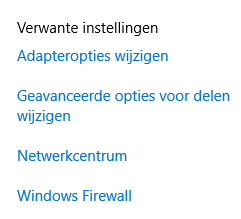 Verwante instellingen
Adapteropties wijzigen
Geavanceerde opties voor delen
wijzigen
Netwerkcentrum
Windows Firewall